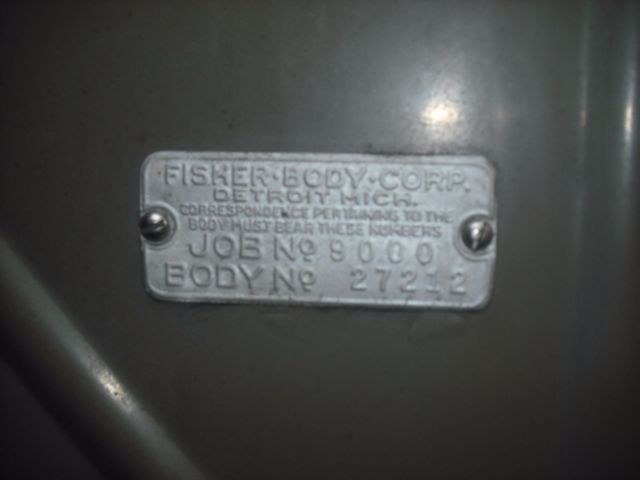 FISHER·BODY·CORP.
DETROIT MICH.
CORRESPONDENCE PERTAINING TO THE
BODY MUST BEAR THESE NUMBERS
JOB Nº 9000
BODY Nº 27212